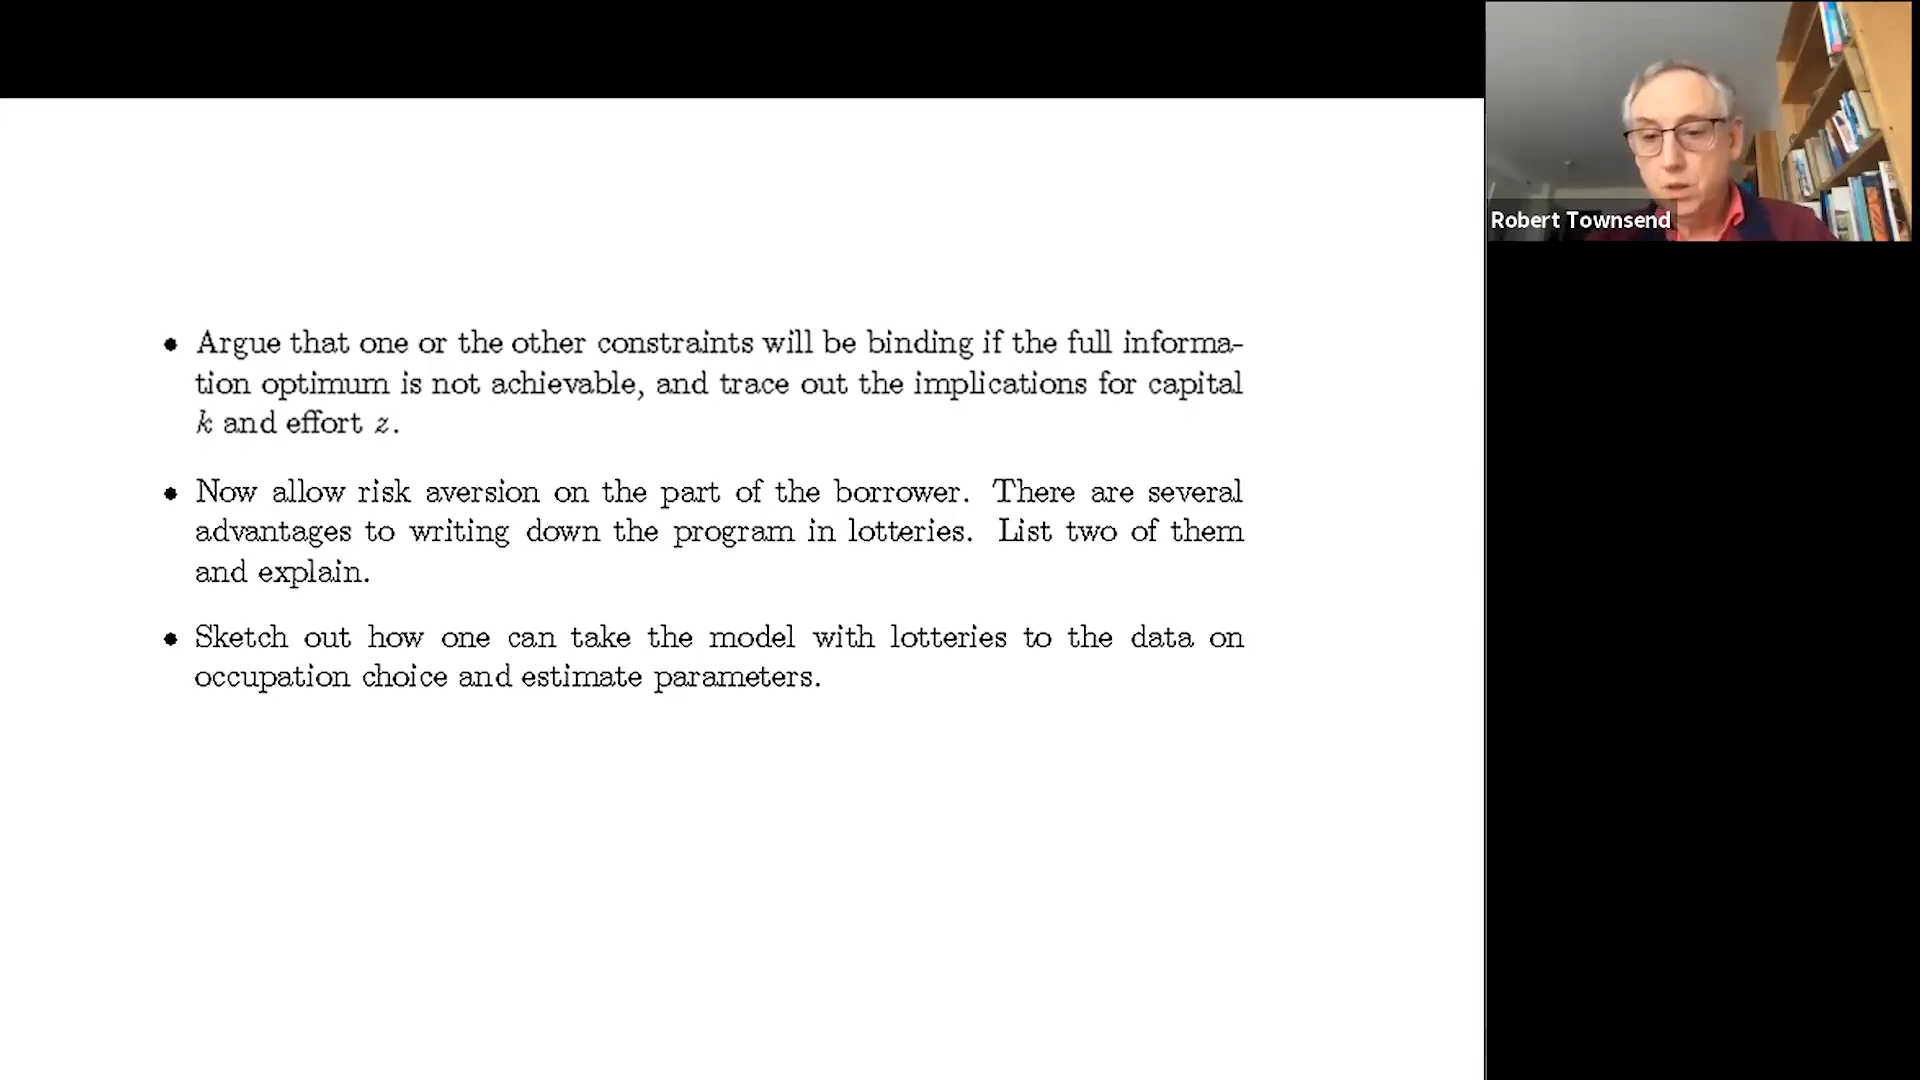 • Argue that one or the other constraints will be binding if the full informa-
tion optimum is not achievable, and trace out the implications for capital
k and effort z.
• Now allow risk aversion on the part of the borrower. There are several
advantages to writing down the program in lotteries. List two of them
and explain.
• Sketch out how one can take the model with lotteries to the data on
occupation choice and estimate parameters.
Robert Townsend